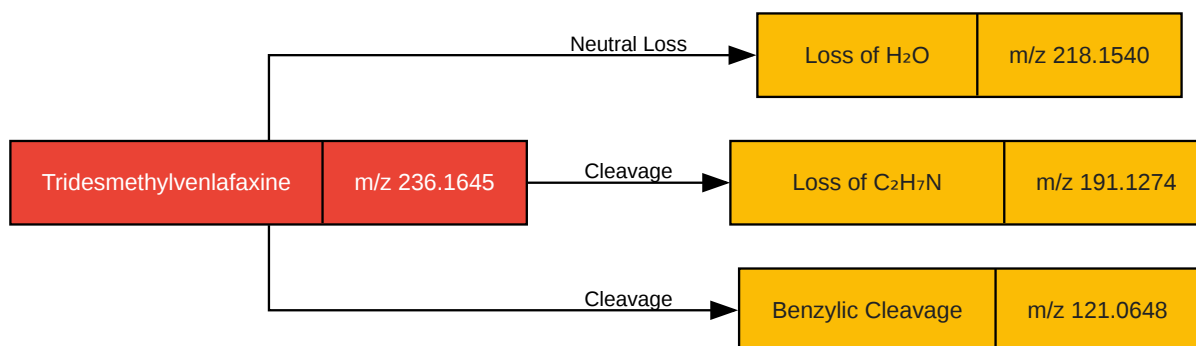 Neutral Loss
Loss of H₂O
m/z 218.1540
Tridesmethylvenlafaxine
m/z 236.1645
Cleavage
Loss of C₂H₇N
m/z 191.1274
Cleavage
Benzylic Cleavage
m/z 121.0648